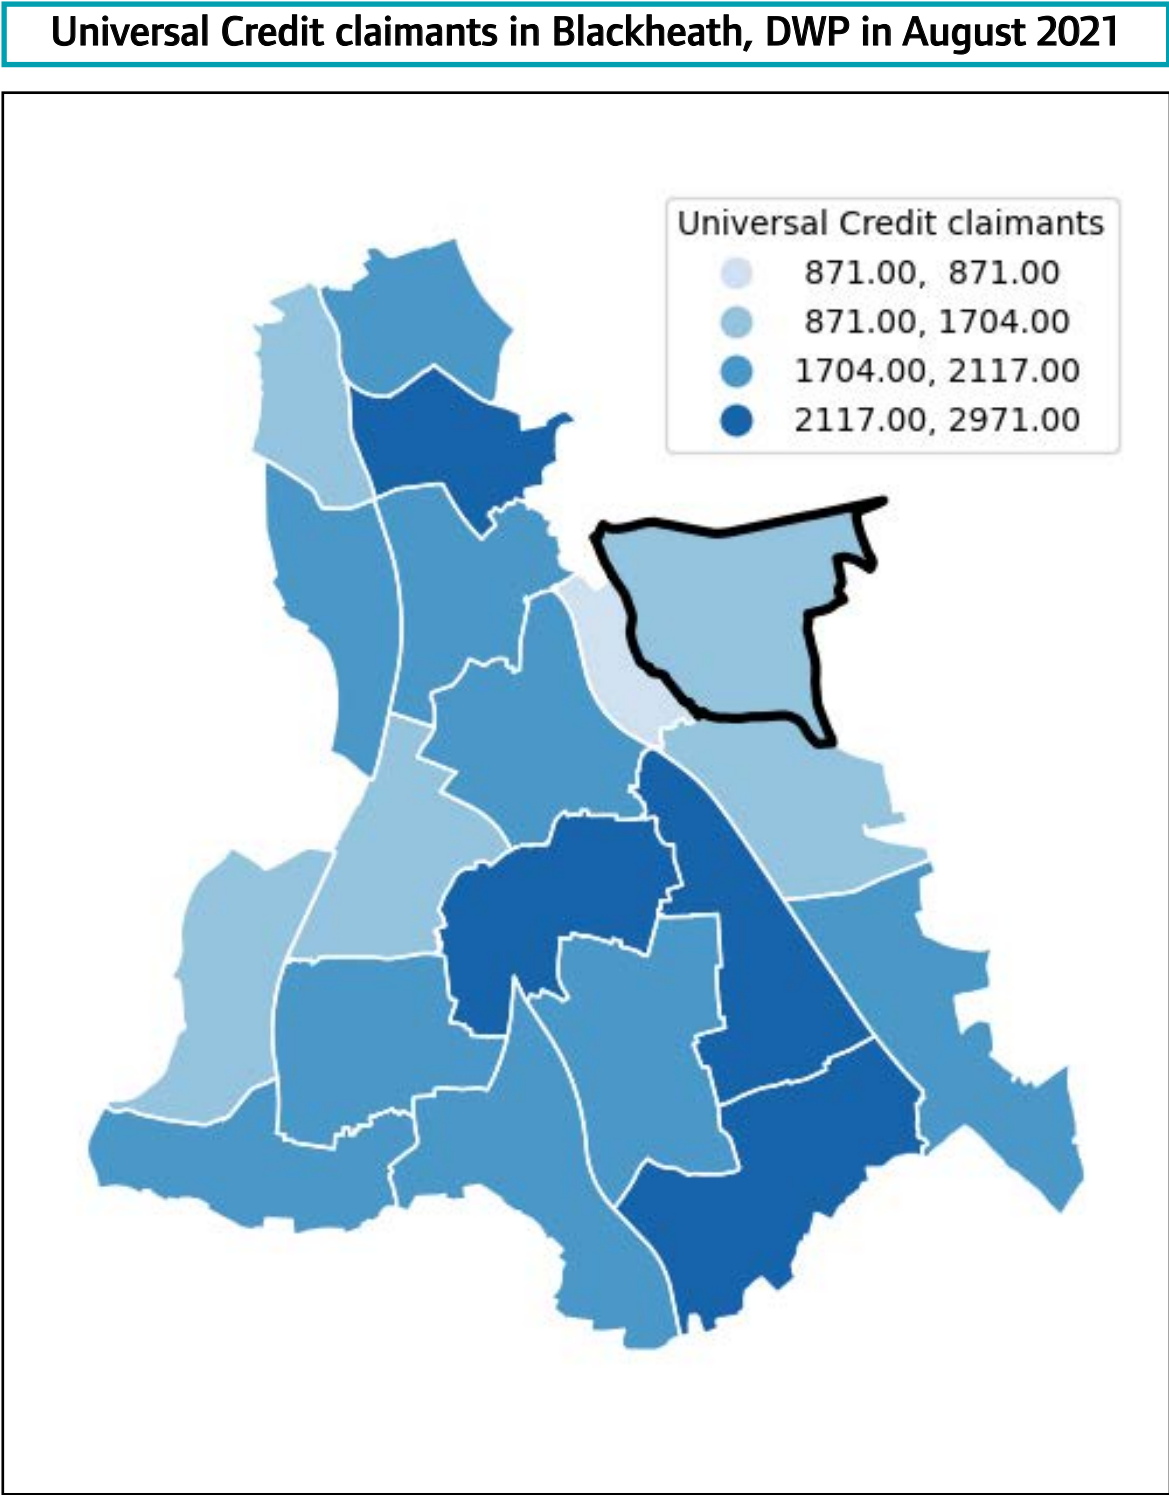 Universal Credit claimants in Blackheath, DWP in August 2021
Universal Credit claimants
871.00, 871.00
871.00, 1704.00
1704.00, 2117.00
2117.00, 2971.00